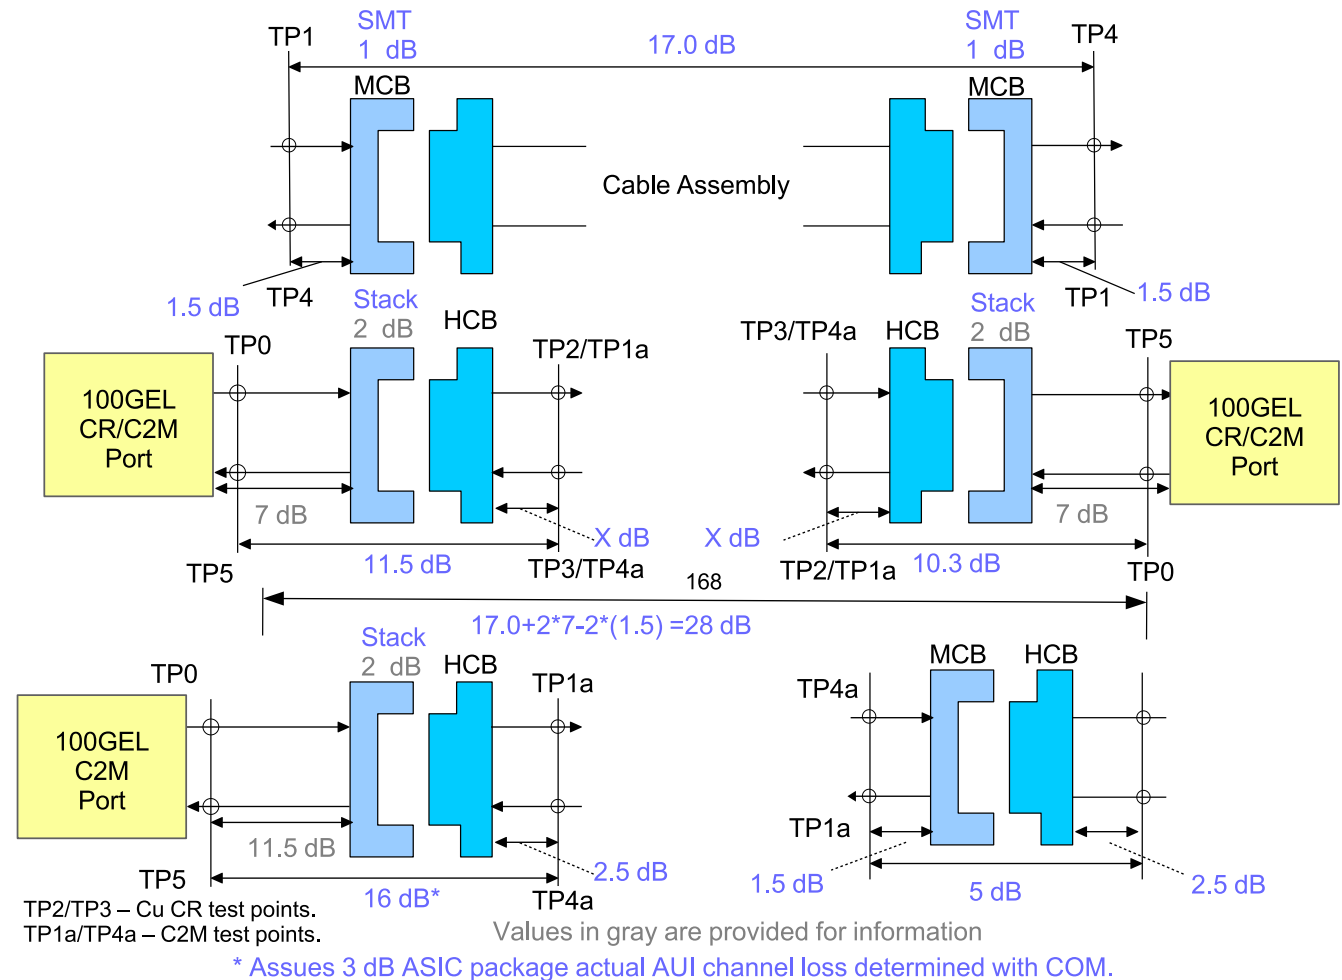 SMT
1 dB
TP1
17.0 dB
SMT
1 dB
TP4
MCB
MCB
Cable Assembly
1.5 dB
TP4
TP1
1.5 dB
Stack
2 dB
HCB
TP0
TP2/TP1a
TP3/TP4a
HCB
Stack
2 dB
TP5
100GEL
CR/C2M
Port
100GEL
CR/C2M
Port
7 dB
X dB
X dB
7 dB
11.5 dB
10.3 dB
TP5
TP3/TP4a
TP2/TP1a
TP0
168
17.0+2*7-2*(1.5) =28 dB
Stack
2 dB
HCB
TP0
TP1a
MCB
HCB
TP4a
100GEL
C2M
Port
11.5 dB
2.5 dB
TP1a
1.5 dB
5 dB
2.5 dB
TP5
16 dB*
TP4a
TP2/TP3 – Cu CR test points.
TP1a/TP4a – C2M test points.
Values in gray are provided for information
* Assues 3 dB ASIC package actual AUI channel loss determined with COM.